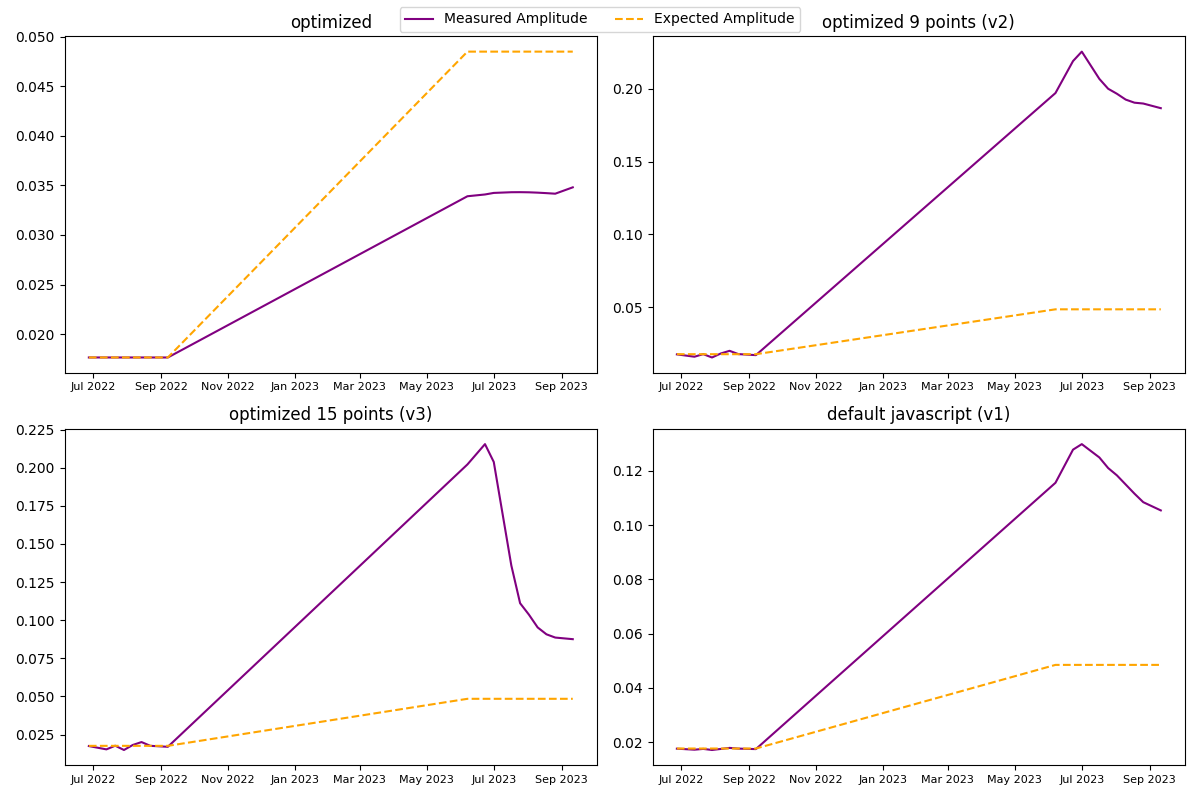 Measured Amplitude Expected Amplitude
optimized
0.050
0.045
0.040
0.035
0.030
0.025
0.020
Jul 2022 Sep 2022 Nov 2022 Jan 2023 Mar 2023 May 2023 Jul 2023 Sep 2023
optimized 9 points (v2)
0.20
0.15
0.10
0.05
Jul 2022 Sep 2022 Nov 2022 Jan 2023 Mar 2023 May 2023 Jul 2023 Sep 2023
optimized 15 points (v3)
0.225
0.200
0.175
0.150
0.125
0.100
0.075
0.050
0.025
Jul 2022 Sep 2022 Nov 2022 Jan 2023 Mar 2023 May 2023 Jul 2023 Sep 2023
default javascript (v1)
0.12
0.10
0.08
0.06
0.04
0.02
Jul 2022 Sep 2022 Nov 2022 Jan 2023 Mar 2023 May 2023 Jul 2023 Sep 2023